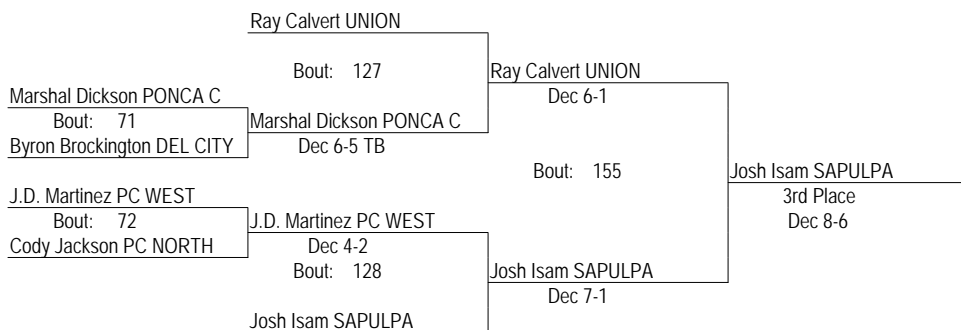 Ray Calvert UNION
Bout: 127
Ray Calvert UNION
Dec 6-1
Marshal Dickson PONCA C
Bout: 71
Marshal Dickson PONCA C
Byron Brockington DEL CITY
Dec 6-5 TB
Bout: 155
Josh Isam SAPULPA
3rd Place
Dec 8-6
J.D. Martinez PC WEST
Bout: 72
J.D. Martinez PC WEST
Cody Jackson PC NORTH
Dec 4-2
Bout: 128
Josh Isam SAPULPA
Dec 7-1
Josh Isam SAPULPA